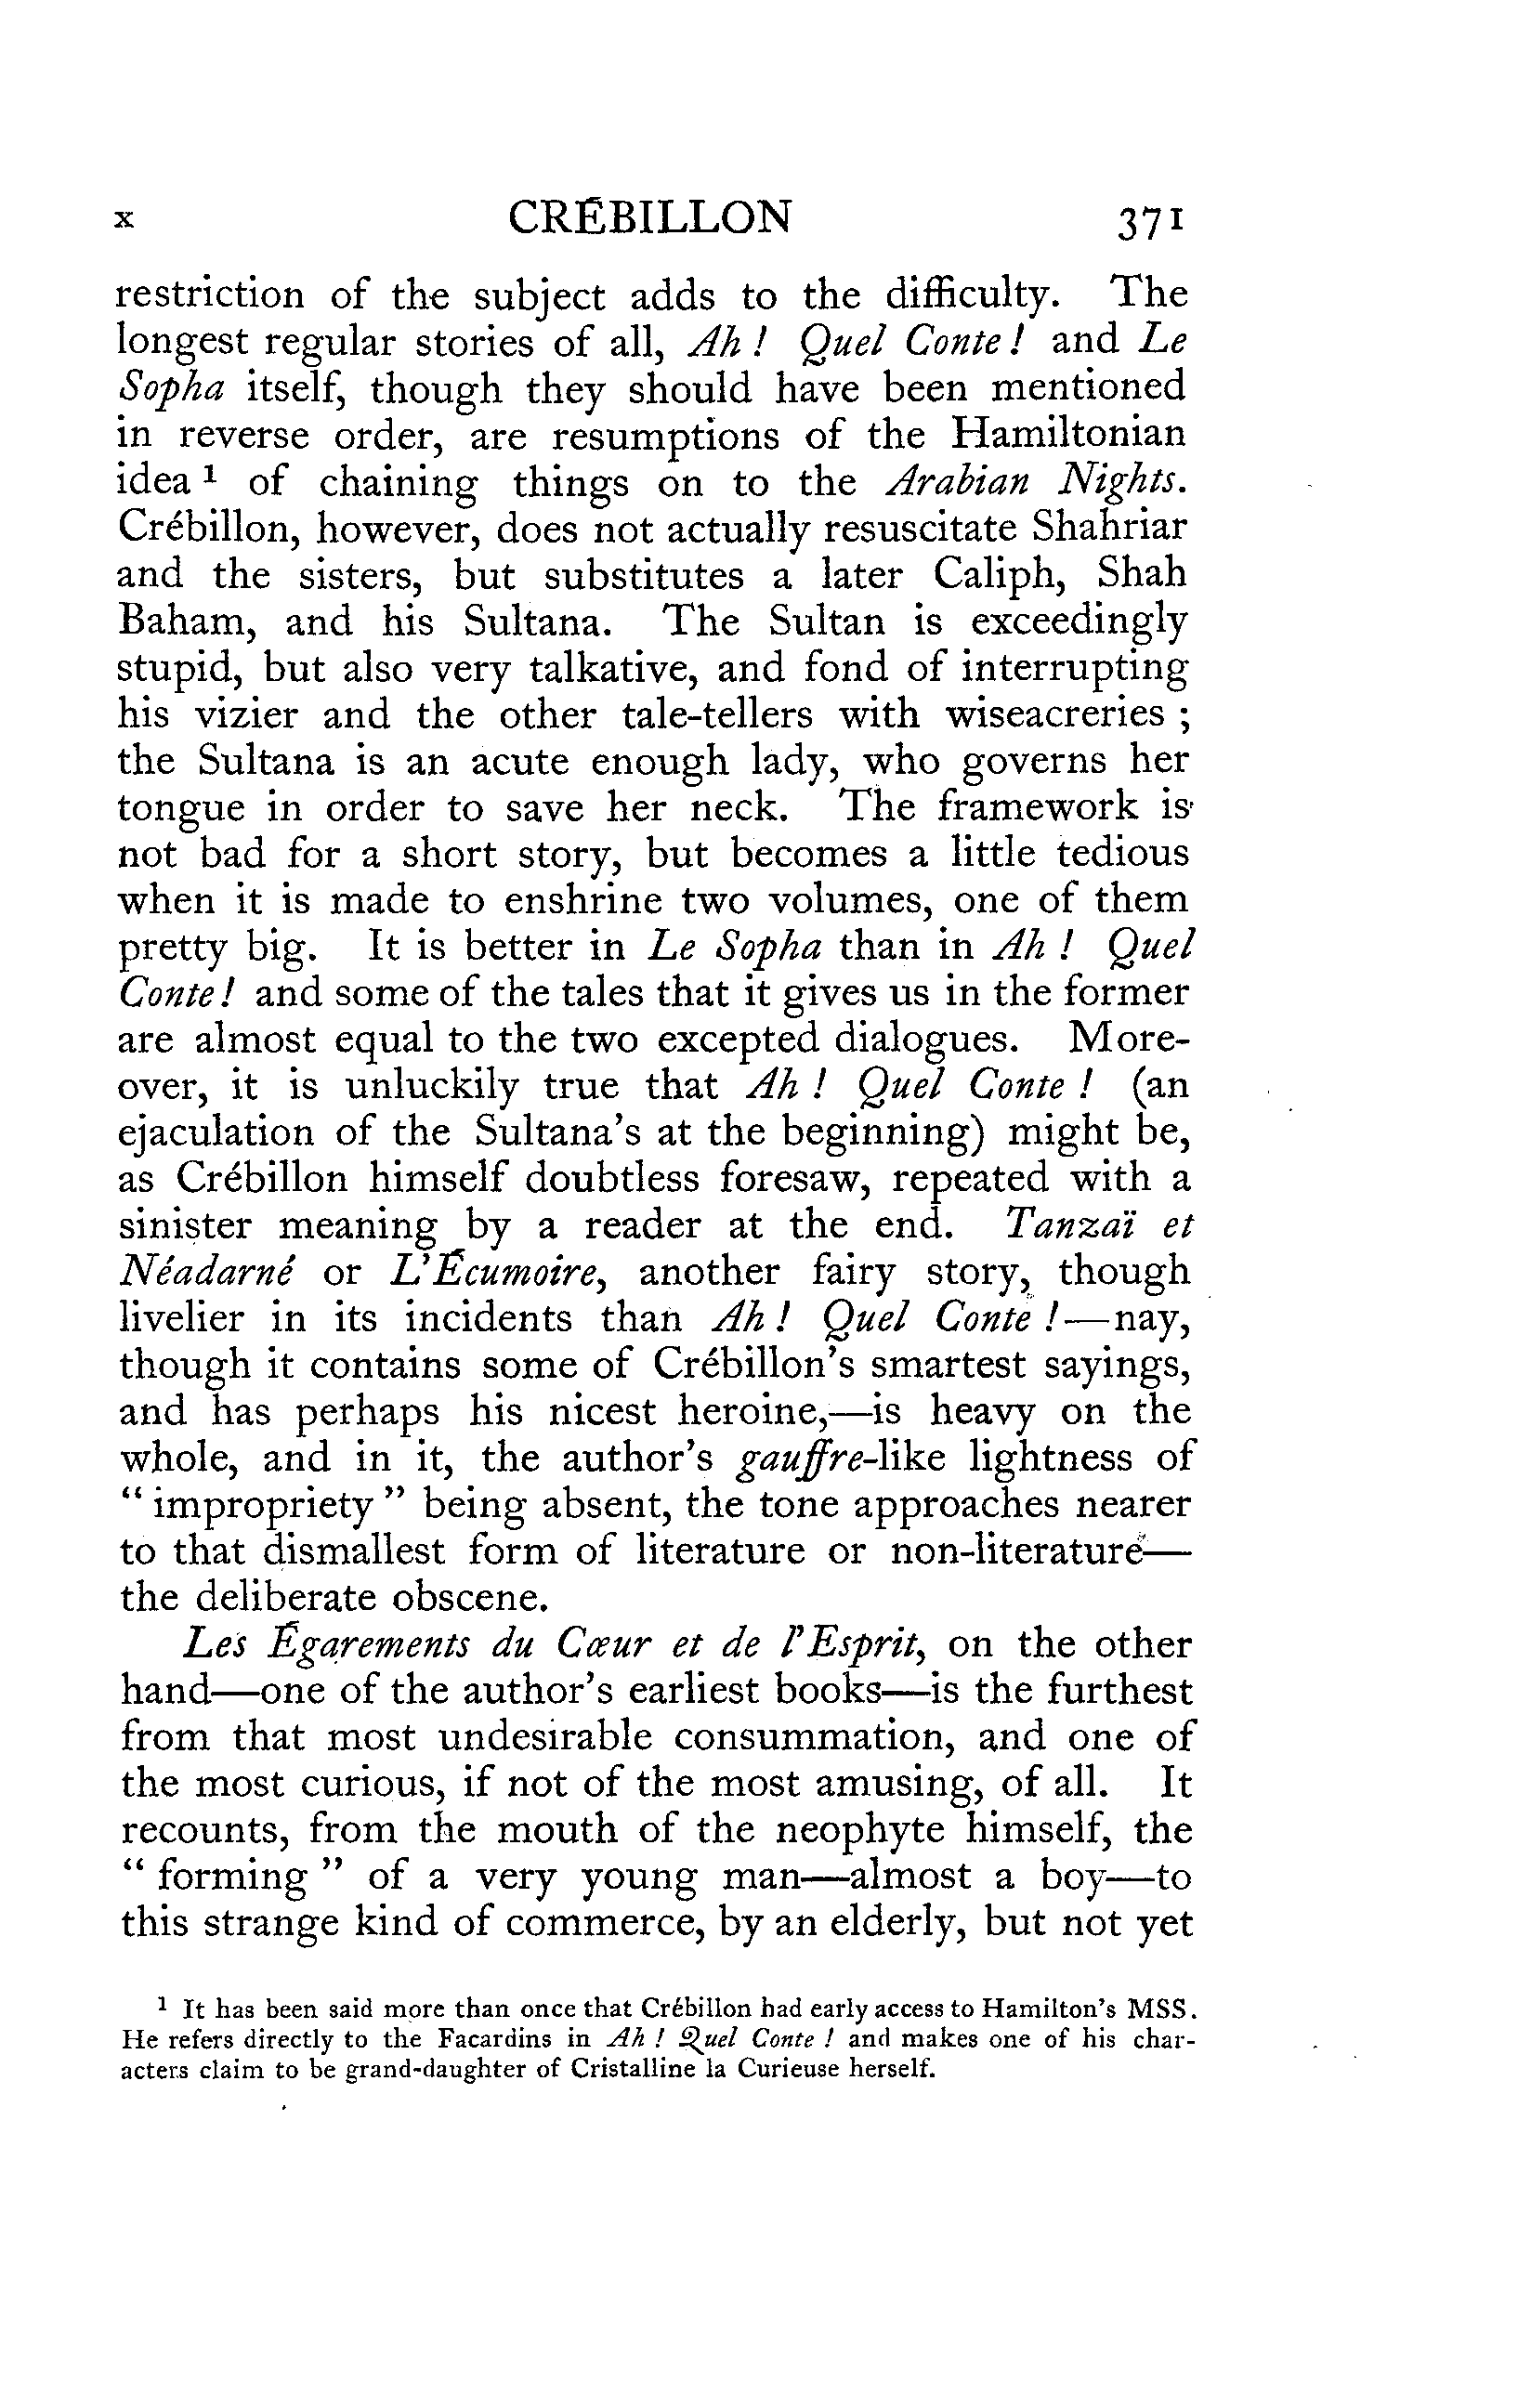 x CRÉBILLON 371
restriction of the subject adds to the difficulty. The
longest regular stories of all, Ah ! Quel Conte ! and Le
Sopha itself, though they should have been mentioned
in reverse order, are resumptions of the Hamiltonian
idea ¹ of chaining things on to the Arabian Nights.
Crébillon, however, does not actually resuscitate Shahriar
and the sisters, but substitutes a later Caliph, Shah
Baham, and his Sultana. The Sultan is exceedingly
stupid, but also very talkative, and fond of interrupting
his vizier and the other tale-tellers with wiseacreries ;
the Sultana is an acute enough lady, who governs her
tongue in order to save her neck. The framework is
not bad for a short story, but becomes a little tedious
when it is made to enshrine two volumes, one of them
pretty big. It is better in Le Sopha than in Ah ! Quel
Conte ! and some of the tales that it gives us in the former
are almost equal to the two excepted dialogues. More-
over, it is unluckily true that Ah ! Quel Conte ! (an
ejaculation of the Sultana's at the beginning) might be,
as Crébillon himself doubtless foresaw, repeated with a
sinister meaning by a reader at the end. Tanzaï et
Néadarné or L'Écumoire, another fairy story, though
livelier in its incidents than Ah ! Quel Conte !—nay,
though it contains some of Crébillon's smartest sayings,
and has perhaps his nicest heroine,—is heavy on the
whole, and in it, the author's gauffre-like lightness of
“ impropriety ” being absent, the tone approaches nearer
to that dismallest form of literature or non-literature—
the deliberate obscene.
Les Égarements du Cœur et de l'Esprit, on the other
hand—one of the author's earliest books—is the furthest
from that most undesirable consummation, and one of
the most curious, if not of the most amusing, of all. It
recounts, from the mouth of the neophyte himself, the
“ forming ” of a very young man—almost a boy—to
this strange kind of commerce, by an elderly, but not yet
¹ It has been said more than once that Crébillon had early access to Hamilton's MSS.
He refers directly to the Facardins in Ah ! Quel Conte ! and makes one of his char-
acters claim to be grand-daughter of Cristalline la Curieuse herself.